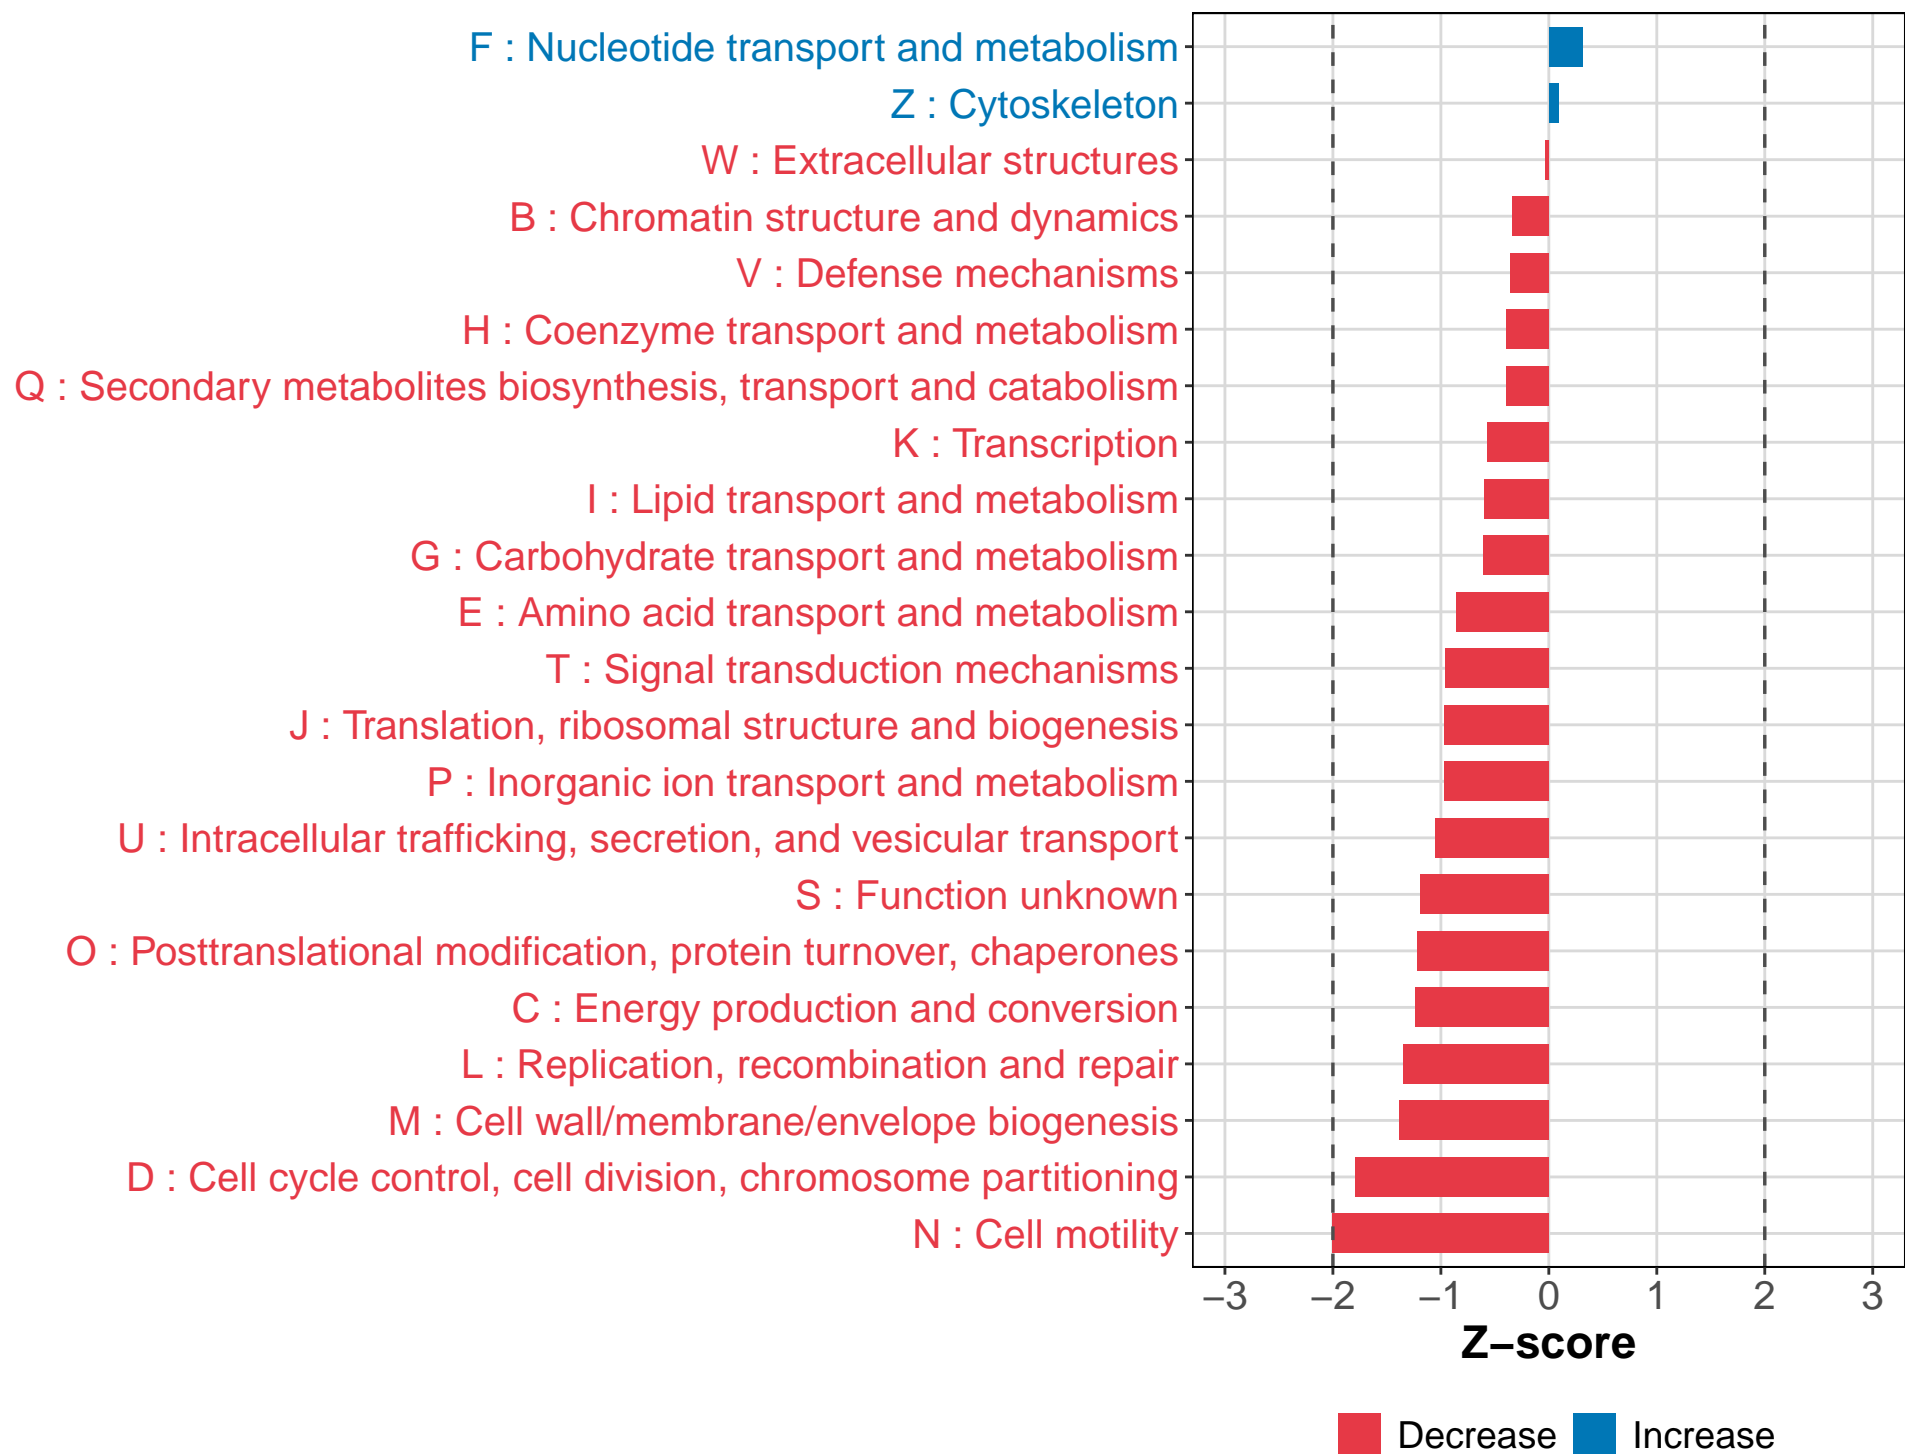 F : Nucleotide transport and metabolism
Z : Cytoskeleton
W : Extracellular structures
B : Chromatin structure and dynamics
V : Defense mechanisms
H : Coenzyme transport and metabolism
Q : Secondary metabolites biosynthesis, transport and catabolism
K : Transcription
I : Lipid transport and metabolism
G : Carbohydrate transport and metabolism
E : Amino acid transport and metabolism
T : Signal transduction mechanisms
J : Translation, ribosomal structure and biogenesis
P : Inorganic ion transport and metabolism
U : Intracellular trafficking, secretion, and vesicular transport
S : Function unknown
O : Posttranslational modification, protein turnover, chaperones
C : Energy production and conversion
L : Replication, recombination and repair
M : Cell wall/membrane/envelope biogenesis
D : Cell cycle control, cell division, chromosome partitioning
N : Cell motility
−3 −2 −1 0 1 2 3
Z−score
Decrease Increase